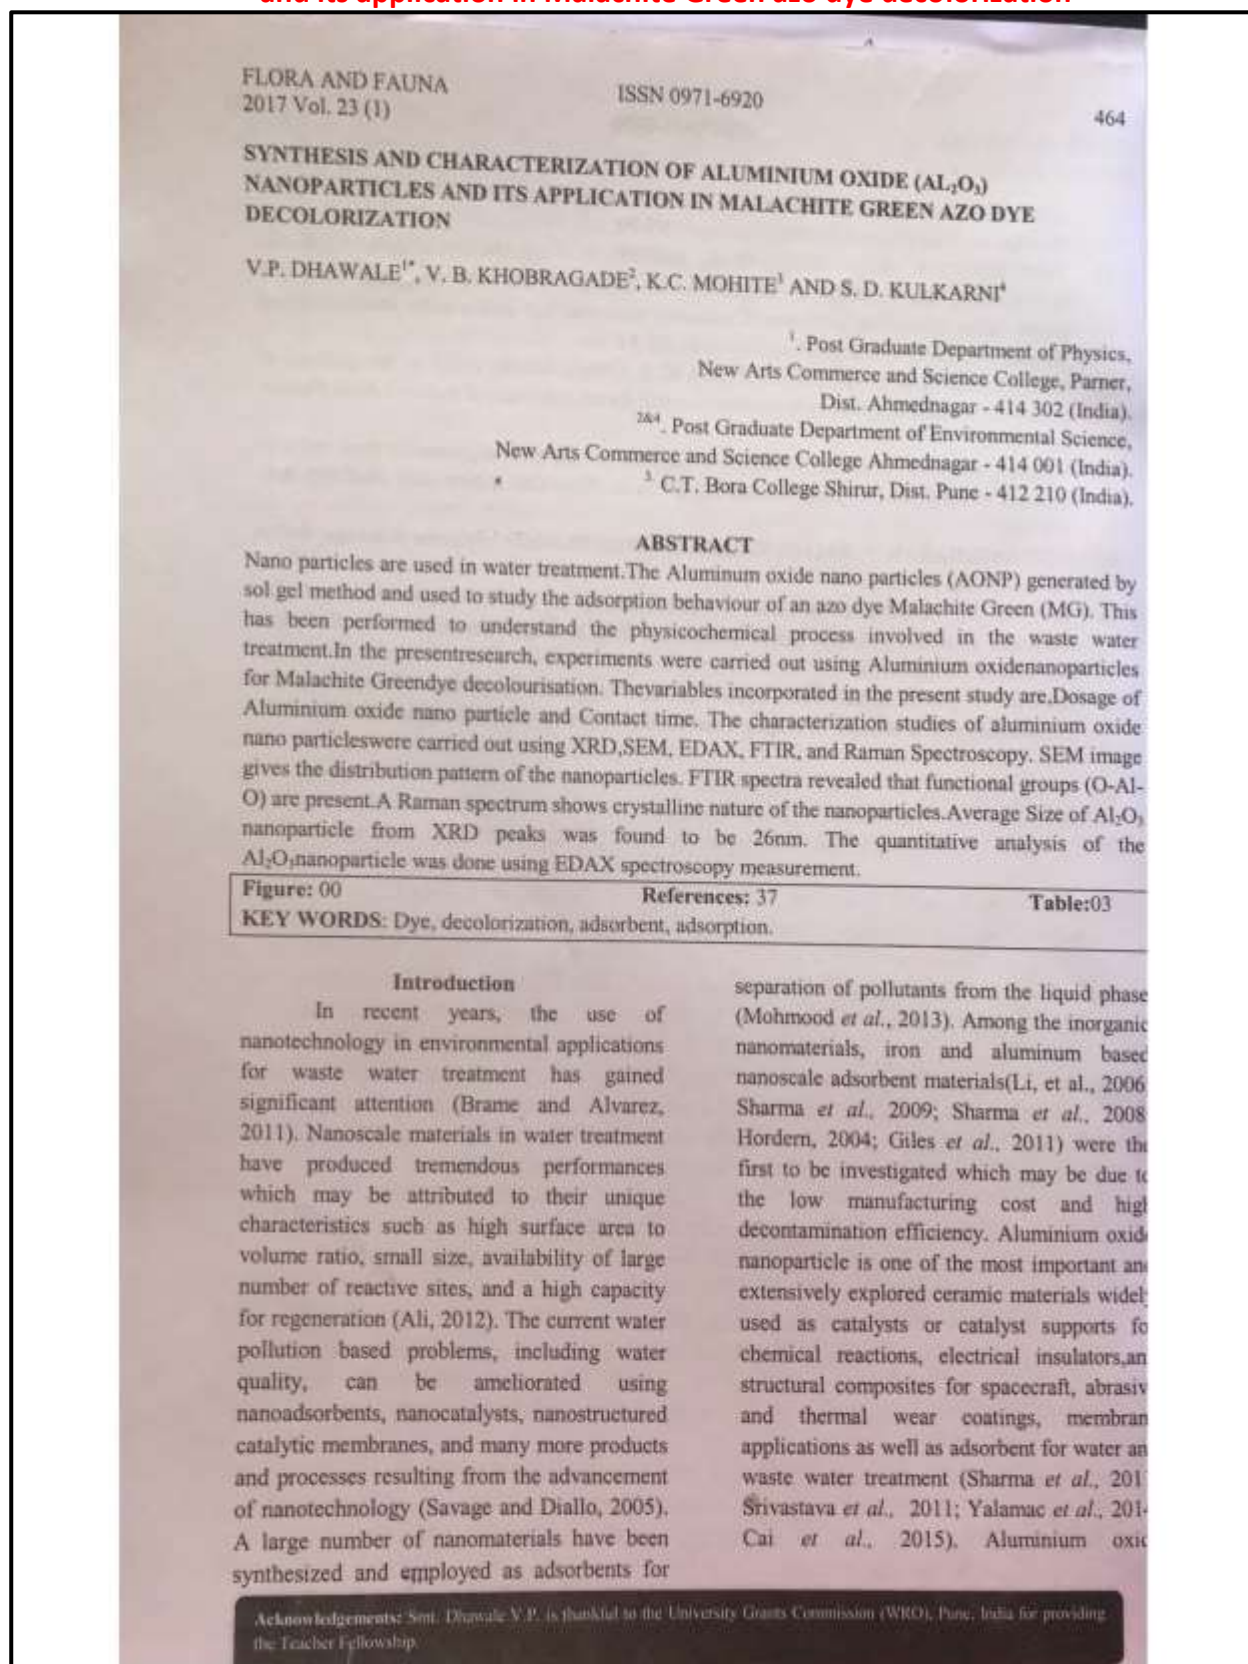 and its application in Malachite Green azo dye decolorization
FLORA AND FAUNA
2017 Vol. 23 (1)
ISSN 0971-6920
464
SYNTHESIS AND CHARACTERIZATION OF ALUMINIUM OXIDE (AL₂O₃)
NANOPARTICLES AND ITS APPLICATION IN MALACHITE GREEN AZO DYE
DECOLORIZATION
V.P. DHAWALE¹*, V. B. KHOBRAGADE², K.C. MOHITE³ AND S. D. KULKARNI⁴
¹. Post Graduate Department of Physics,
New Arts Commerce and Science College, Parner,
Dist. Ahmednagar - 414 302 (India).
2&4. Post Graduate Department of Environmental Science,
New Arts Commerce and Science College Ahmednagar - 414 001 (India).
³. C.T. Bora College Shirur, Dist. Pune - 412 210 (India).
ABSTRACT
Nano particles are used in water treatment.The Aluminum oxide nano particles (AONP) generated by
sol gel method and used to study the adsorption behaviour of an azo dye Malachite Green (MG). This
has been performed to understand the physicochemical process involved in the waste water
treatment.In the presentresearch, experiments were carried out using Aluminium oxidenanoparticles
for Malachite Greendye decolourisation. Thevariables incorporated in the present study are,Dosage of
Aluminium oxide nano particle and Contact time. The characterization studies of aluminium oxide
nano particleswere carried out using XRD,SEM, EDAX, FTIR, and Raman Spectroscopy. SEM image
gives the distribution pattern of the nanoparticles. FTIR spectra revealed that functional groups (O-Al-
O) are present.A Raman spectrum shows crystalline nature of the nanoparticles.Average Size of Al₂O₃
nanoparticle from XRD peaks was found to be 26nm. The quantitative analysis of the
Al₂O₃nanoparticle was done using EDAX spectroscopy measurement.
Figure: 00 References: 37 Table:03
KEY WORDS: Dye, decolorization, adsorbent, adsorption.
Introduction
In recent years, the use of
nanotechnology in environmental applications
for waste water treatment has gained
significant attention (Brame and Alvarez,
2011). Nanoscale materials in water treatment
have produced tremendous performances
which may be attributed to their unique
characteristics such as high surface area to
volume ratio, small size, availability of large
number of reactive sites, and a high capacity
for regeneration (Ali, 2012). The current water
pollution based problems, including water
quality, can be ameliorated using
nanoadsorbents, nanocatalysts, nanostructured
catalytic membranes, and many more products
and processes resulting from the advancement
of nanotechnology (Savage and Diallo, 2005).
A large number of nanomaterials have been
synthesized and employed as adsorbents for
separation of pollutants from the liquid phase
(Mohmood et al., 2013). Among the inorganic
nanomaterials, iron and aluminum based
nanoscale adsorbent materials(Li, et al., 2006
Sharma et al., 2009; Sharma et al., 2008
Hordern, 2004; Giles et al., 2011) were the
first to be investigated which may be due to
the low manufacturing cost and high
decontamination efficiency. Aluminium oxid
nanoparticle is one of the most important an
extensively explored ceramic materials widel
used as catalysts or catalyst supports fo
chemical reactions, electrical insulators,an
structural composites for spacecraft, abrasiv
and thermal wear coatings, membran
applications as well as adsorbent for water an
waste water treatment (Sharma et al., 201
Srivastava et al., 2011; Yalamac et al., 201
Cai et al., 2015). Aluminium oxi
Acknowledgements: Smt. Dhawale V.P. is thankful to the University Grants Commission (WRO), Pune, India for providing
the Teacher Fellowship.